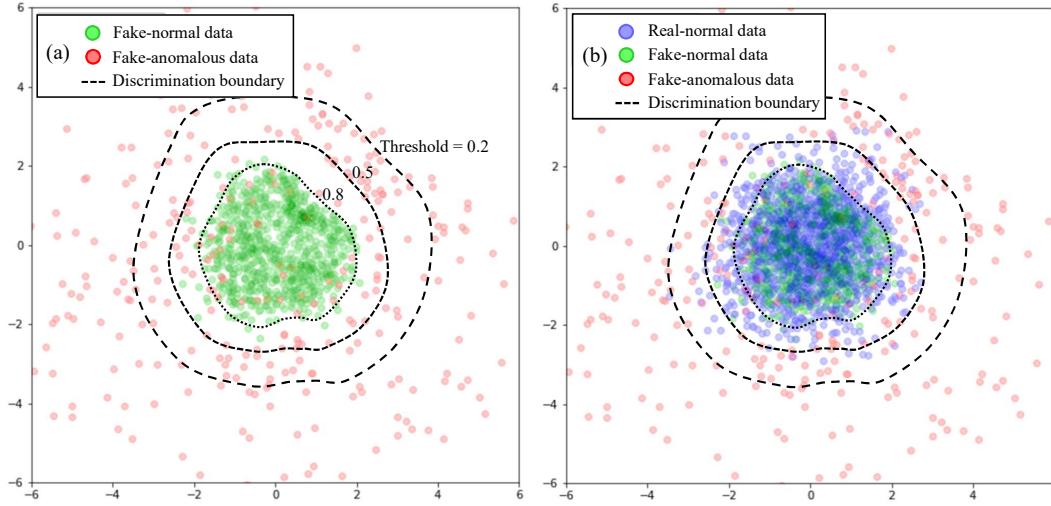 (a)
Fake-normal data
Fake-anomalous data
Discrimination boundary
Threshold = 0.2
0.5
0.8
6
4
2
0
−2
−4
−6
−6
−4
−2
0
2
4
6
(b)
Real-normal data
Fake-normal data
Fake-anomalous data
Discrimination boundary
6
4
2
0
−2
−4
−6
−6
−4
−2
0
2
4